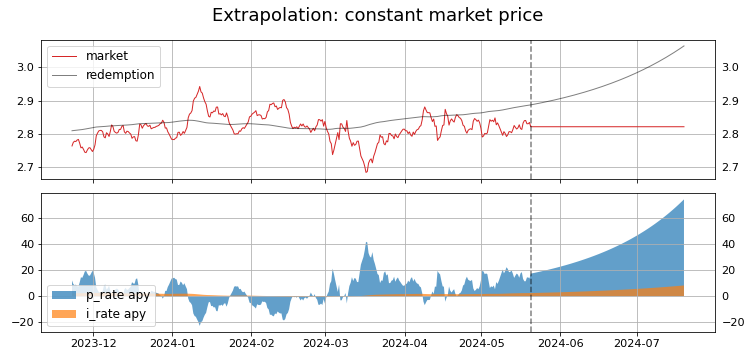 Extrapolation: constant market price
market
redemption
3.0 3.0
2.9 2.9
2.8 2.8
2.7 2.7
60 60
40 40
20 20
0 0
p_rate apy
i_rate apy
−20 −20
2023-12 2024-01 2024-02 2024-03 2024-04 2024-05 2024-06 2024-07